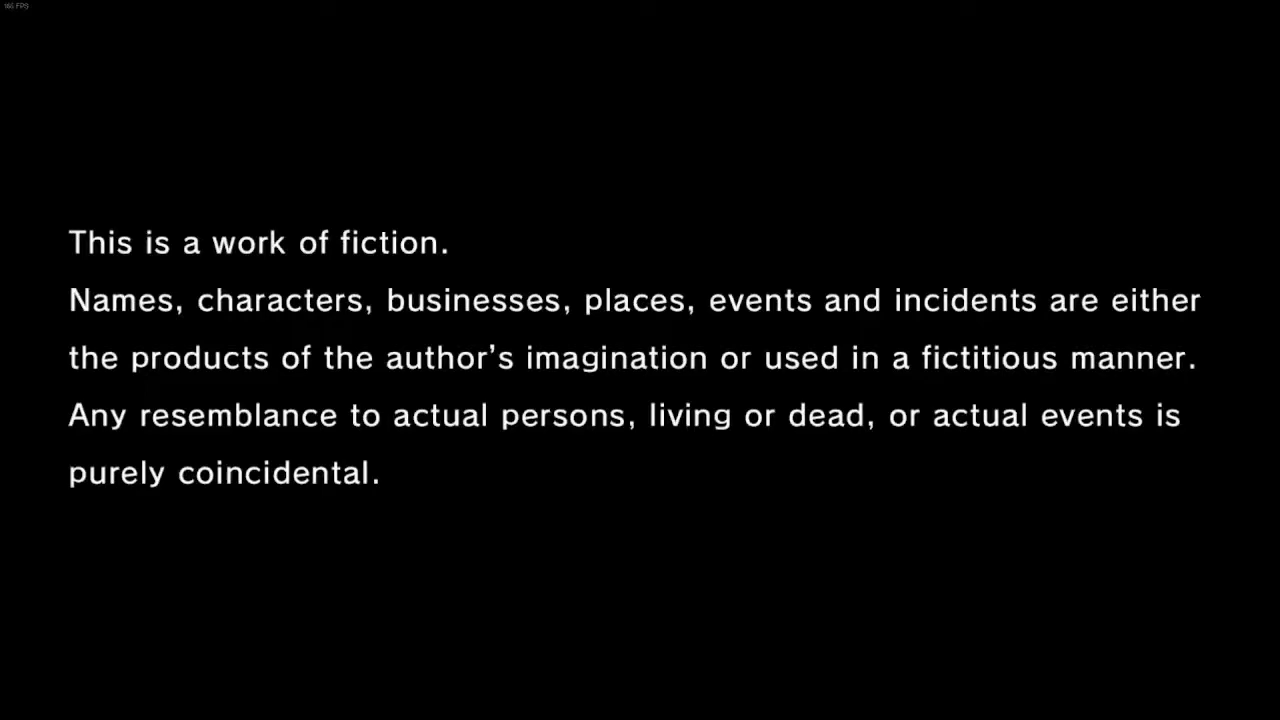 165 FPS
This is a work of fiction.
Names, characters, businesses, places, events and incidents are either
the products of the author’s imagination or used in a fictitious manner.
Any resemblance to actual persons, living or dead, or actual events is
purely coincidental.